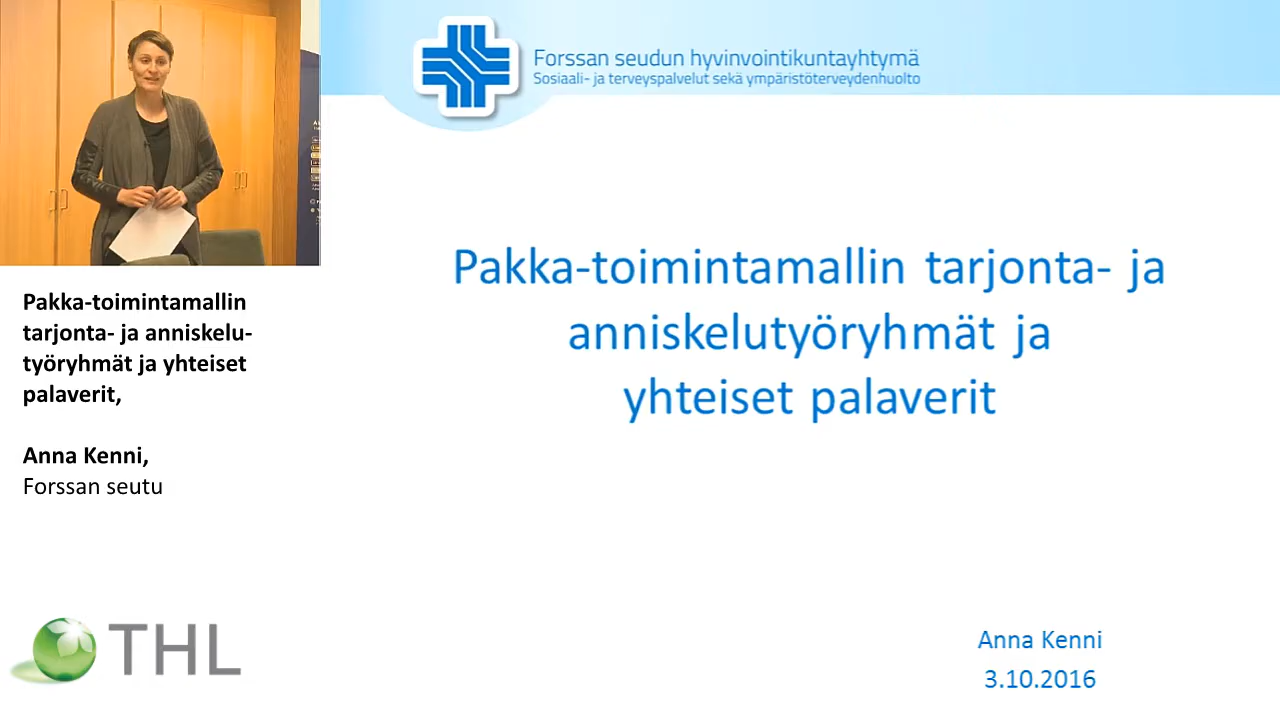 Forssan seudun hyvinvointikuntayhtymä
Sosiaali- ja terveyspalvelut sekä ympäristöterveydenhuolto
Pakka-toimintamallin tarjonta- ja
anniskelutyöryhmät ja
yhteiset palaverit
Anna Kenni
3.10.2016
Pakka-toimintamallin
tarjonta- ja anniskelu-
työryhmät ja yhteiset
palaverit,
Anna Kenni,
Forssan seutu
THL